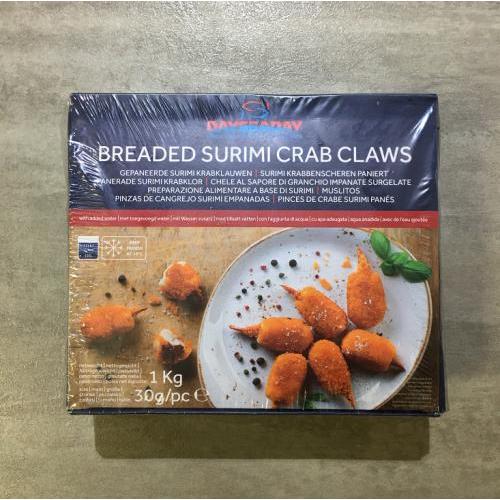 DAYSEADAY
BREADED SURIMI CRAB CLAWS
GEPANEERDE SURIMI KRABKLAUWEN | SURIMI KRABBENSCHEREN PANIERT
PANERADE SURIMI KRABKLOR | CHELE AL SAPORE DI GRANCHIO IMPANATE SURGELATE
PREPARAZIONE ALIMENTARE A BASE DI SURIMI | MUSLITOS
PINZAS DE CANGREJO SURIMI EMPANADAS | PINCES DE CRABE SURIMI PANÉS
with added water | met toegevoegd water | mit Wasser zusatz | med tillsatt vatten | con l'aggiunta di acqua | agua añadida | avec de l'eau ajoutée
1 Kg
30g/pc e